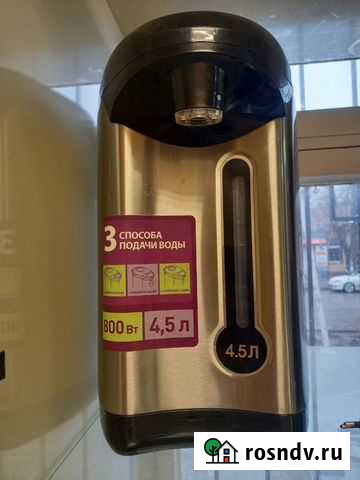 3 СПОСОБА
ПОДАЧИ ВОДЫ
800 Вт
4,5 л
4.5Л
rosndv.ru